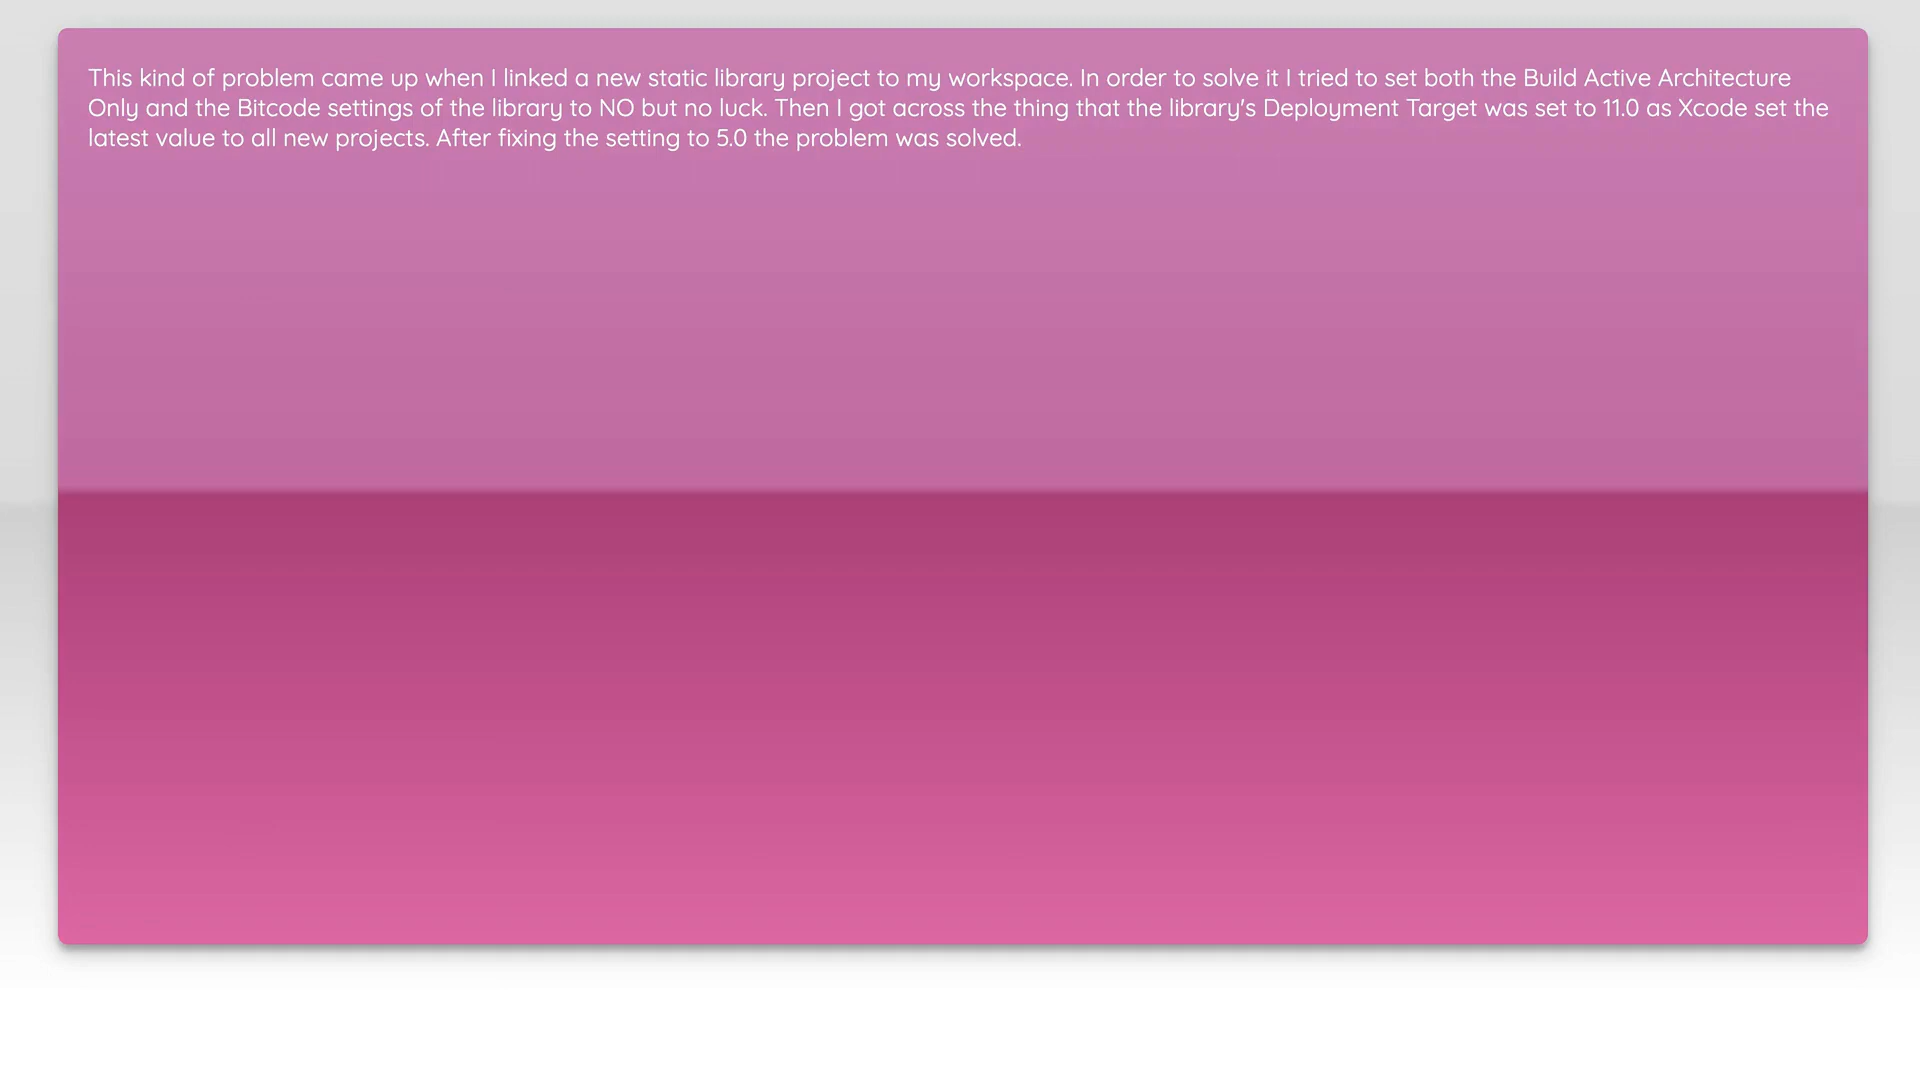 This kind of problem came up when I linked a new static library project to my workspace. In order to solve it I tried to set both the Build Active Architecture
Only and the Bitcode settings of the library to NO but no luck. Then I got across the thing that the library's Deployment Target was set to 11.0 as Xcode set the
latest value to all new projects. After fixing the setting to 5.0 the problem was solved.